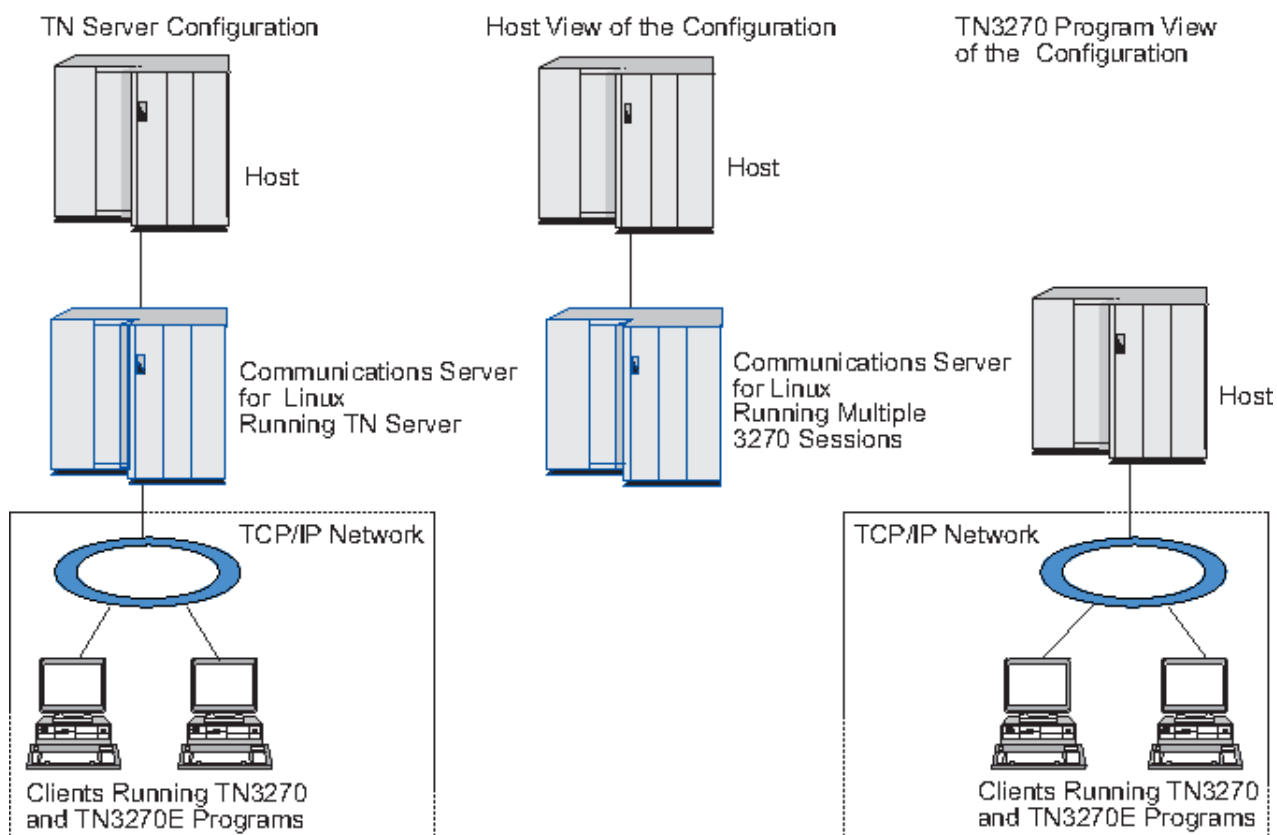 TN Server Configuration
Host View of the Configuration
TN3270 Program View
of the Configuration
Host
Host
Communications Server
for Linux
Running TN Server
Communications Server
for Linux
Running Multiple
3270 Sessions
Host
TCP/IP Network
TCP/IP Network
Clients Running TN3270
and TN3270E Programs
Clients Running TN3270
and TN3270E Programs